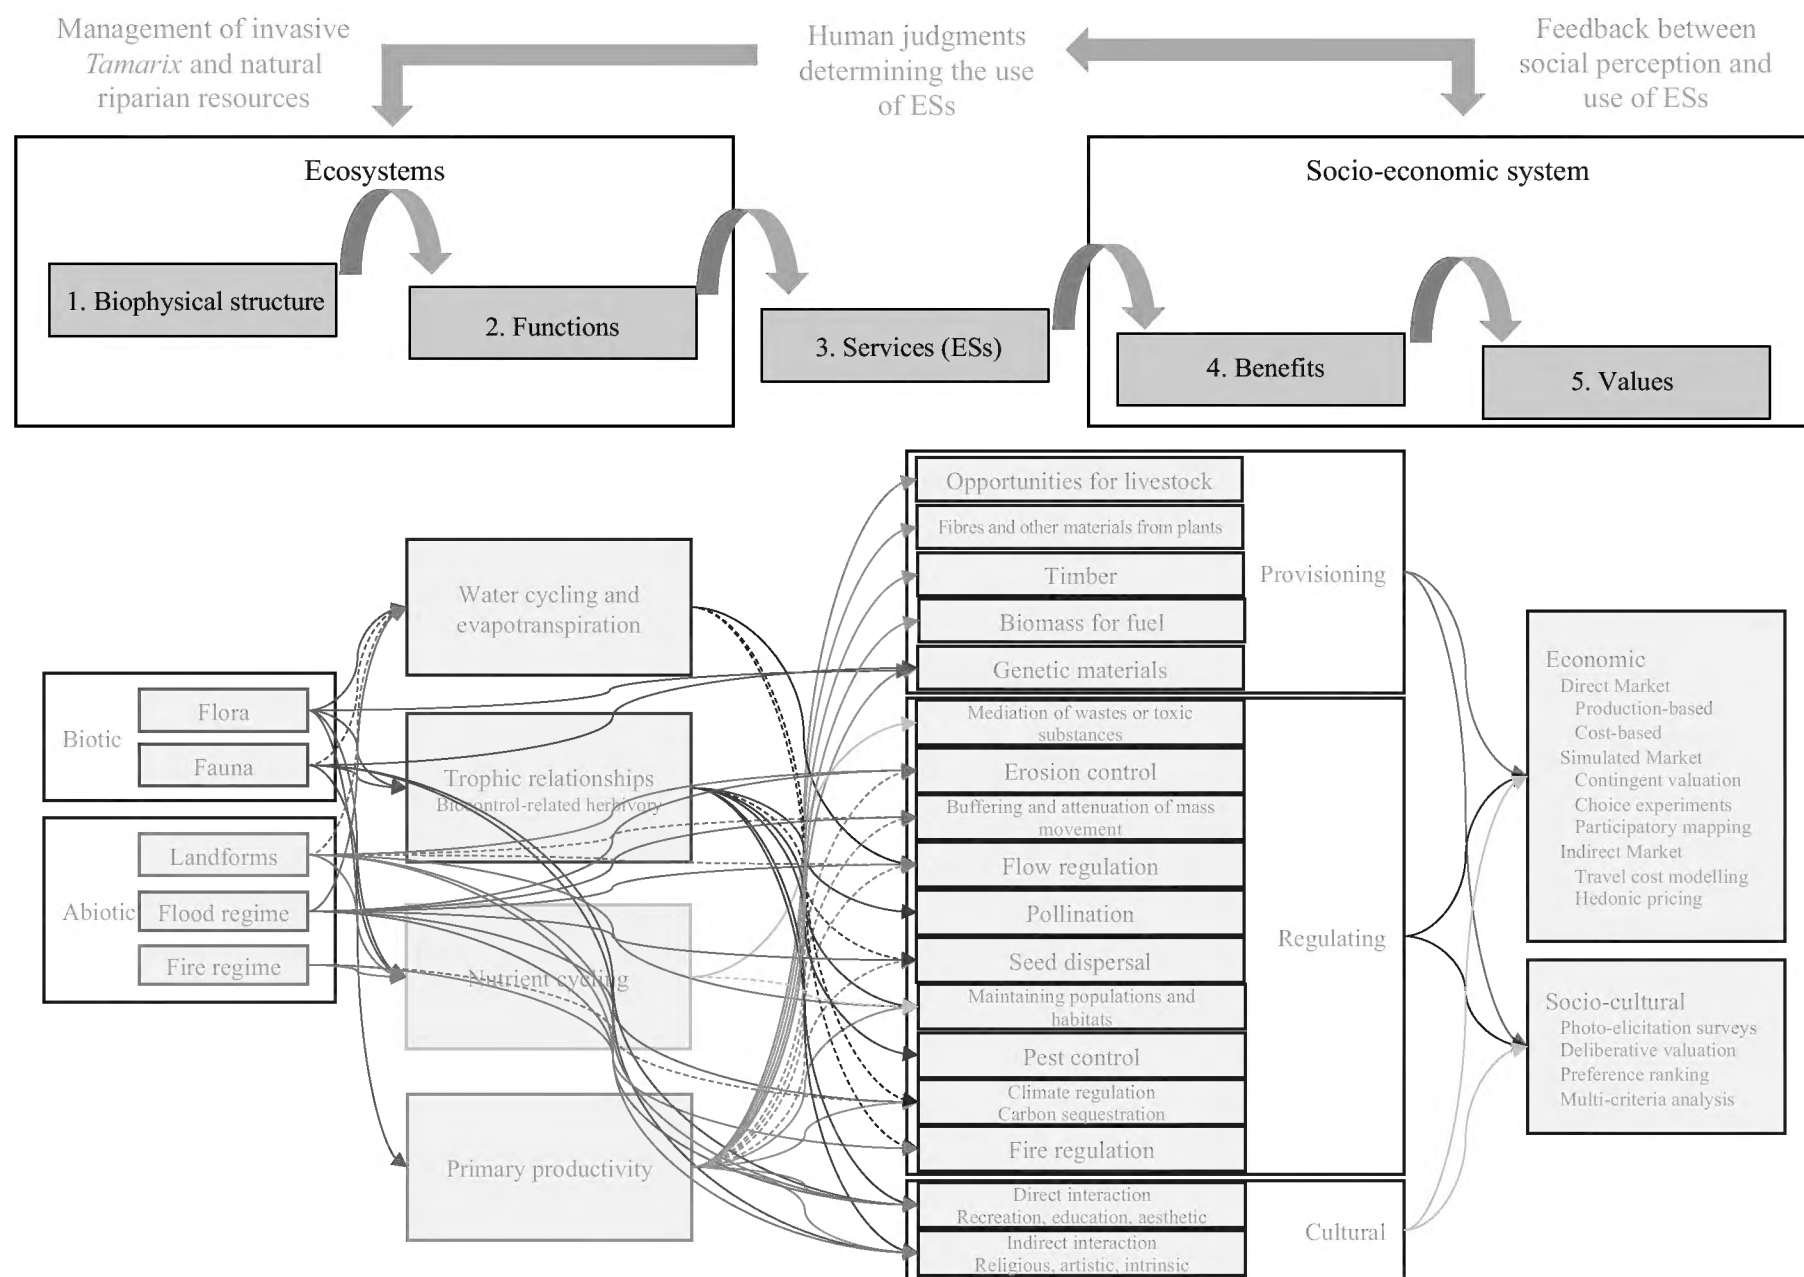 Management of invasive
Tamarix and natural
riparian resources
Human judgments
determining the use
of ESs
Feedback between
social perception and
use of ESs
Ecosystems
Socio-economic system
1. Biophysical structure
2. Functions
3. Services (ESs)
4. Benefits
5. Values
Biotic
Flora
Fauna
Abiotic
Landforms
Flood regime
Fire regime
Water cycling and
evapotranspiration
Trophic relationships
Biocontrol-related herbivory
Nutrient cycling
Primary productivity
Opportunities for livestock
Fibres and other materials from plants
Timber
Biomass for fuel
Genetic materials
Provisioning
Mediation of wastes or toxic
substances
Erosion control
Buffering and attenuation of mass
movement
Flow regulation
Pollination
Seed dispersal
Maintaining populations and
habitats
Pest control
Climate regulation
Carbon sequestration
Fire regulation
Regulating
Direct interaction
Recreation, education, aesthetic
Indirect interaction
Religious, artistic, intrinsic
Cultural
Economic
Direct Market
Production-based
Cost-based
Simulated Market
Contingent valuation
Choice experiments
Participatory mapping
Indirect Market
Travel cost modelling
Hedonic pricing
Socio-cultural
Photo-elicitation surveys
Deliberative valuation
Preference ranking
Multi-criteria analysis